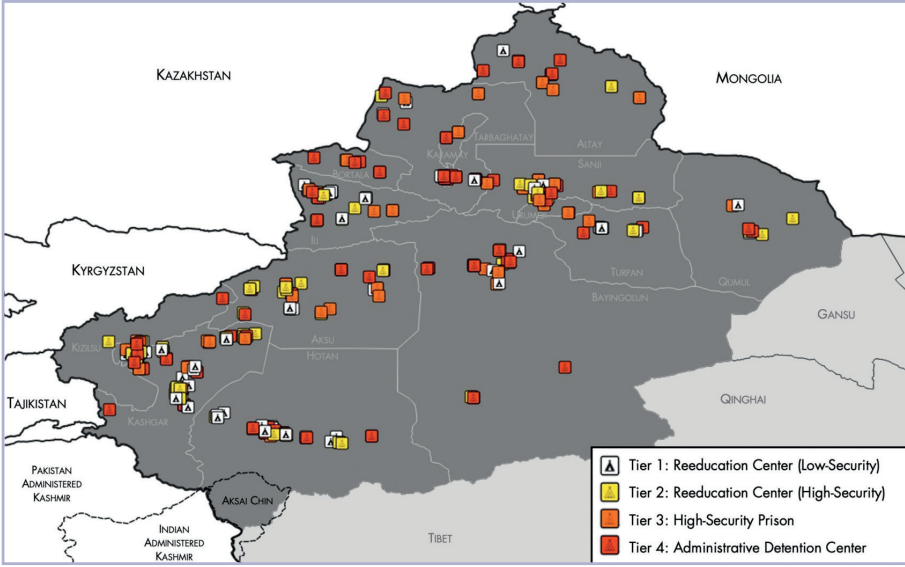 KAZAKHSTAN
MONGOLIA
TARBAGHATAY
ALTAY
KARAMAY
SANJI
BORTALA
URUMQI
ILI
KYRGYZSTAN
TURPAN
QUMUL
BAYINGOLUN
GANSU
AKSU
KIZILSU
HOTAN
QINGHAI
TAJIKISTAN
KASHGAR
PAKISTAN
ADMINISTERED
KASHMIR
AKSAI CHIN
INDIAN
ADMINISTERED
KASHMIR
TIBET
Tier 1: Reeducation Center (Low-Security)
Tier 2: Reeducation Center (High-Security)
Tier 3: High-Security Prison
Tier 4: Administrative Detention Center